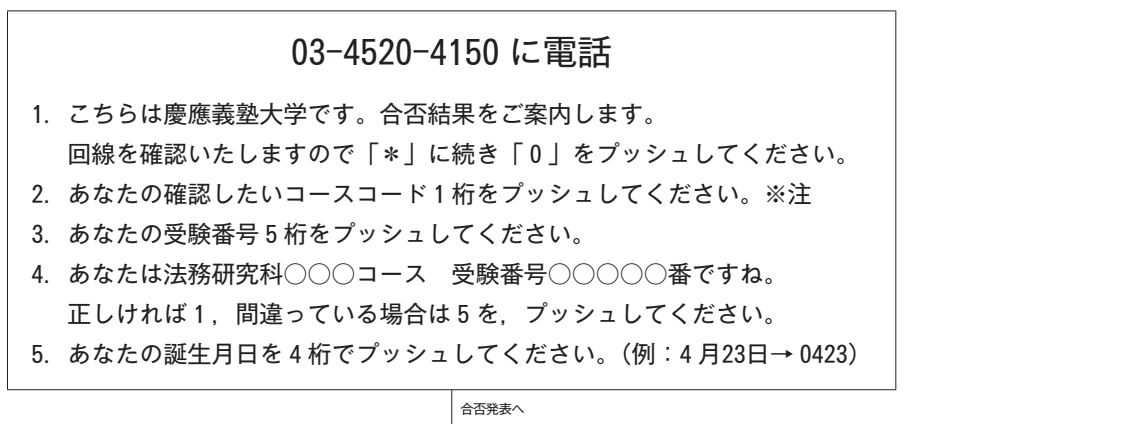 03-4520-4150 に電話
1. こちらは慶應義塾大学です。合否結果をご案内します。
回線を確認いたしますので「＊」に続き「0」をプッシュしてください。
2. あなたの確認したいコースコード1桁をプッシュしてください。※注
3. あなたの受験番号5桁をプッシュしてください。
4. あなたは法務研究科○○○コース　受験番号○○○○○番ですね。
正しければ1，間違っている場合は5を，プッシュしてください。
5. あなたの誕生月日を4桁でプッシュしてください。（例：4月23日→ 0423）
合否発表へ